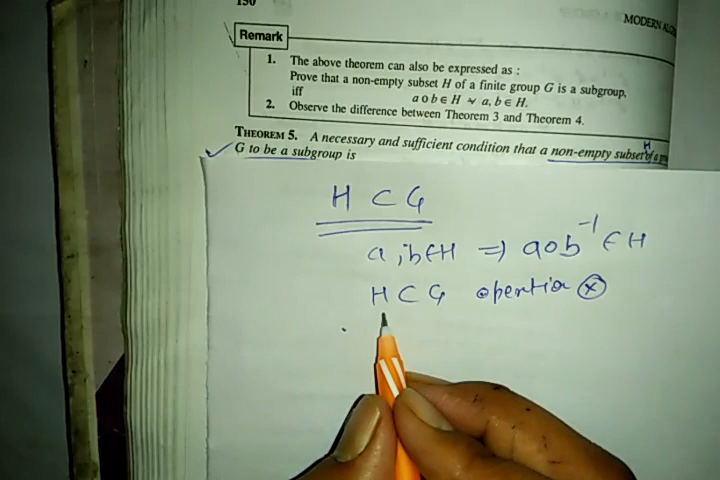 150
MODERN
Remark
1. The above theorem can also be expressed as :
Prove that a non-empty subset H of a finite group G is a subgroup,
iff
a o b ∈ H ∀ a, b ∈ H.
2. Observe the difference between Theorem 3 and Theorem 4.
THEOREM 5. A necessary and sufficient condition that a non-empty subset H of a
G to be a subgroup is
H ⊂ G
a, b ∈ H ⇒ a o b⁻¹ ∈ H
H ⊂ G opertion ⊗